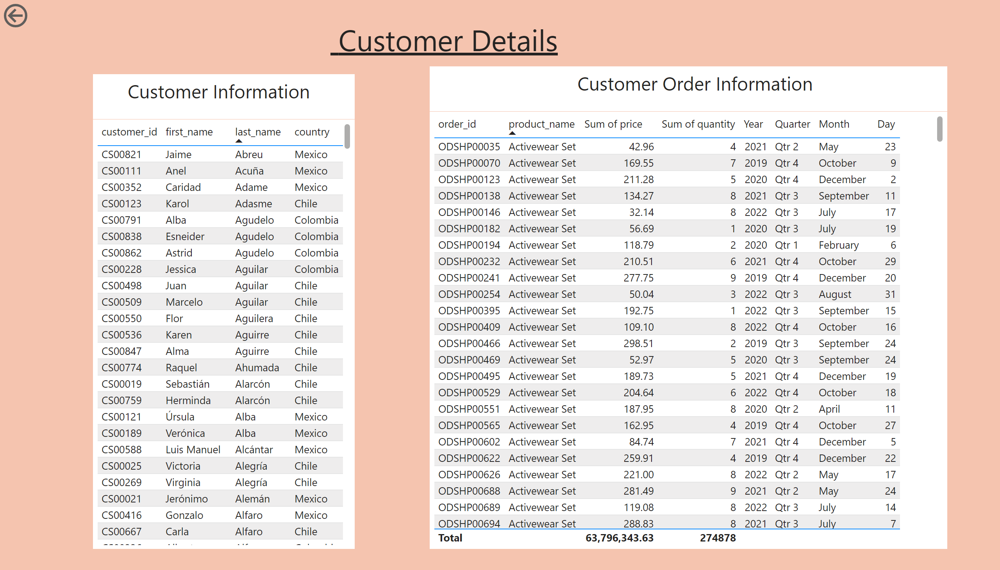 Customer Details
Customer Information
customer_id first_name last_name country
CS00821 Jaime Abreu Mexico
CS00111 Anel Acuña Mexico
CS00352 Caridad Adame Mexico
CS00123 Karol Adasme Chile
CS00791 Alba Agudelo Colombia
CS00838 Esneider Agudelo Colombia
CS00862 Astrid Agudelo Colombia
CS00228 Jessica Aguilar Colombia
CS00498 Juan Aguilar Chile
CS00509 Marcelo Aguilar Chile
CS00550 Flor Aguilera Chile
CS00536 Karen Aguirre Chile
CS00847 Alma Aguirre Chile
CS00774 Raquel Ahumada Chile
CS00019 Sebastián Alarcón Chile
CS00759 Herminda Alarcón Chile
CS00121 Úrsula Alba Mexico
CS00189 Verónica Alba Mexico
CS00588 Luis Manuel Alcántar Mexico
CS00025 Victoria Alegría Chile
CS00269 Virginia Alegría Chile
CS00021 Jerónimo Alemán Mexico
CS00416 Gonzalo Alfaro Mexico
CS00667 Carla Alfaro Chile
Customer Order Information
order_id product_name Sum of price Sum of quantity Year Quarter Month Day
ODSHP00035 Activewear Set 42.96 4 2021 Qtr 2 May 23
ODSHP00070 Activewear Set 169.55 7 2019 Qtr 4 October 9
ODSHP00123 Activewear Set 211.28 5 2020 Qtr 4 December 2
ODSHP00138 Activewear Set 134.27 8 2021 Qtr 3 September 11
ODSHP00146 Activewear Set 32.14 8 2022 Qtr 3 July 17
ODSHP00182 Activewear Set 56.69 1 2020 Qtr 3 July 19
ODSHP00194 Activewear Set 118.79 2 2020 Qtr 1 February 6
ODSHP00232 Activewear Set 210.51 6 2021 Qtr 4 October 29
ODSHP00241 Activewear Set 277.75 9 2019 Qtr 4 December 20
ODSHP00254 Activewear Set 50.04 3 2022 Qtr 3 August 31
ODSHP00395 Activewear Set 192.75 1 2022 Qtr 3 September 15
ODSHP00409 Activewear Set 109.10 8 2022 Qtr 4 October 16
ODSHP00466 Activewear Set 298.51 2 2019 Qtr 3 September 24
ODSHP00469 Activewear Set 52.97 5 2020 Qtr 3 September 24
ODSHP00495 Activewear Set 189.73 5 2021 Qtr 4 December 19
ODSHP00529 Activewear Set 204.64 6 2022 Qtr 4 October 18
ODSHP00551 Activewear Set 187.95 8 2020 Qtr 2 April 11
ODSHP00565 Activewear Set 162.95 4 2019 Qtr 4 October 27
ODSHP00602 Activewear Set 84.74 7 2021 Qtr 4 December 5
ODSHP00622 Activewear Set 259.91 4 2019 Qtr 4 December 22
ODSHP00626 Activewear Set 221.00 8 2022 Qtr 2 May 17
ODSHP00688 Activewear Set 281.49 9 2021 Qtr 2 May 24
ODSHP00689 Activewear Set 119.08 8 2022 Qtr 3 July 14
ODSHP00694 Activewear Set 288.83 8 2021 Qtr 3 July 7
Total 63,796,343.63 274878